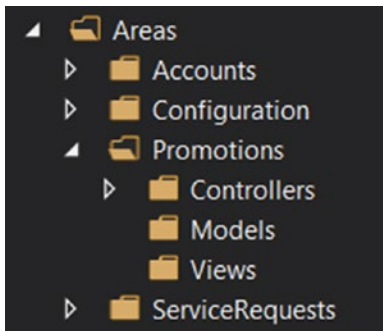 Areas
Accounts
Configuration
Promotions
Controllers
Models
Views
ServiceRequests